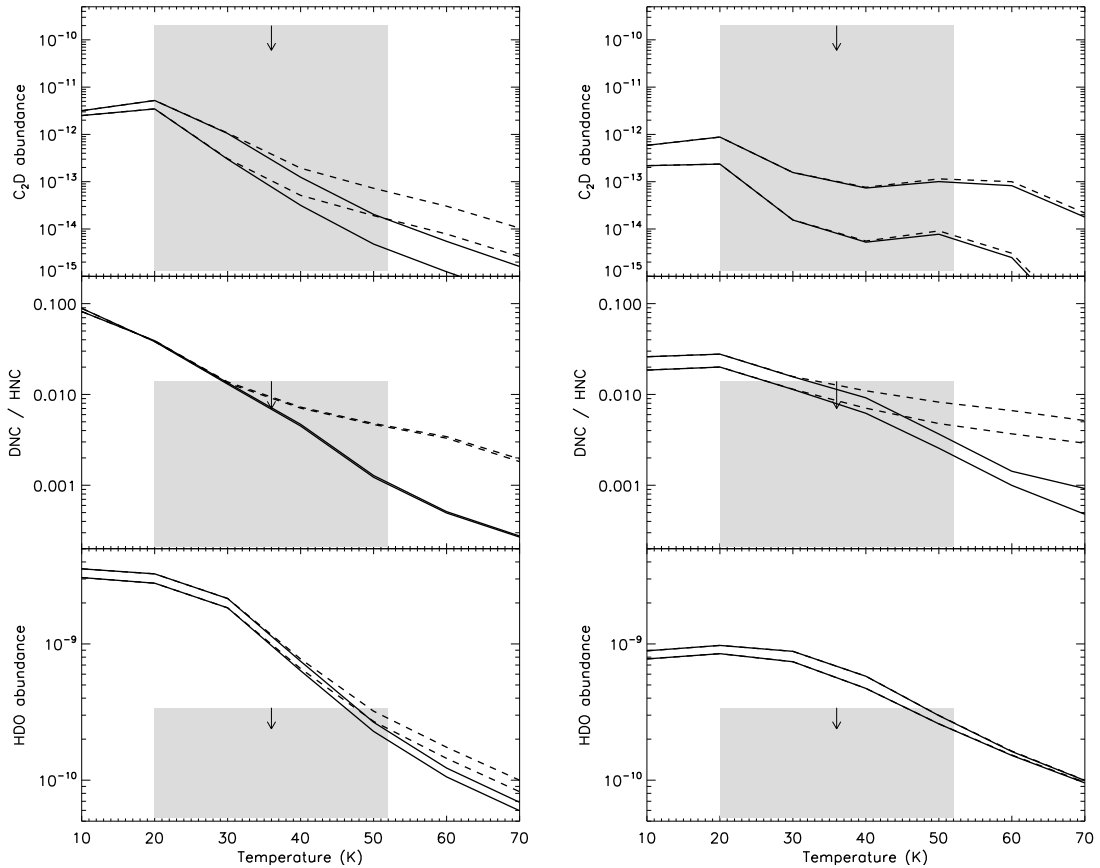 C₂D abundance
10⁻¹⁰
10⁻¹¹
10⁻¹²
10⁻¹³
10⁻¹⁴
10⁻¹⁵
C₂D abundance
10⁻¹⁰
10⁻¹¹
10⁻¹²
10⁻¹³
10⁻¹⁴
10⁻¹⁵
DNC / HNC
0.100
0.010
0.001
DNC / HNC
0.100
0.010
0.001
HDO abundance
10⁻⁹
10⁻¹⁰
10 20 30 40 50 60 70
Temperature (K)
HDO abundance
10⁻⁹
10⁻¹⁰
10 20 30 40 50 60 70
Temperature (K)